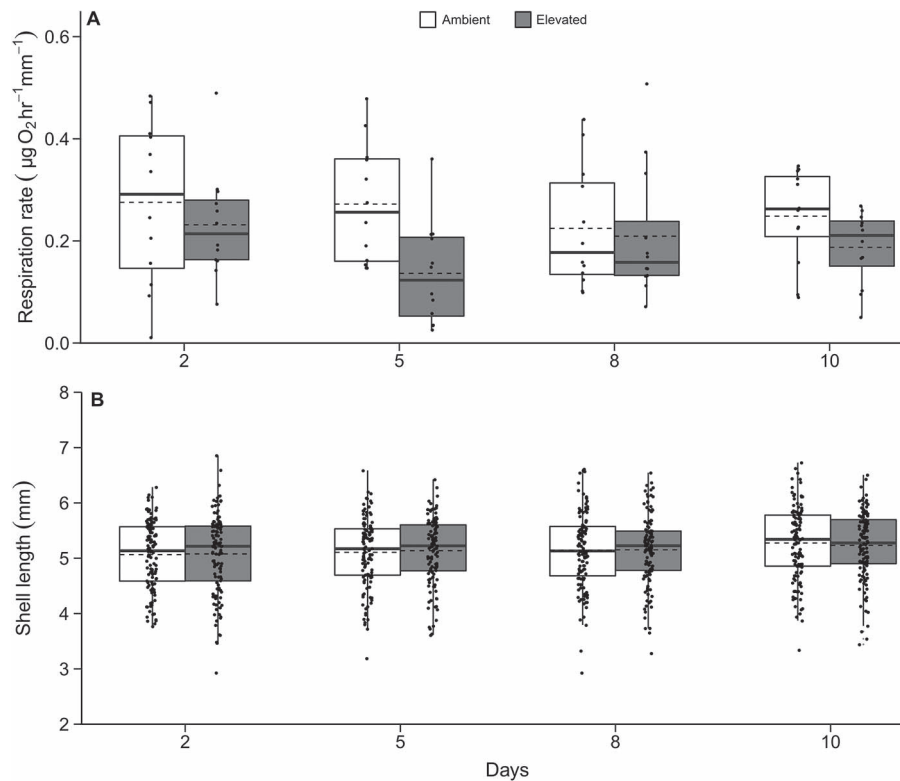 A
Ambient Elevated
Respiration rate ( µg O₂ hr⁻¹ mm⁻¹)
0.6
0.4
0.2
0.0
2 5 8 10
B
Shell length (mm)
8
7
6
5
4
3
2
2 5 8 10
Days